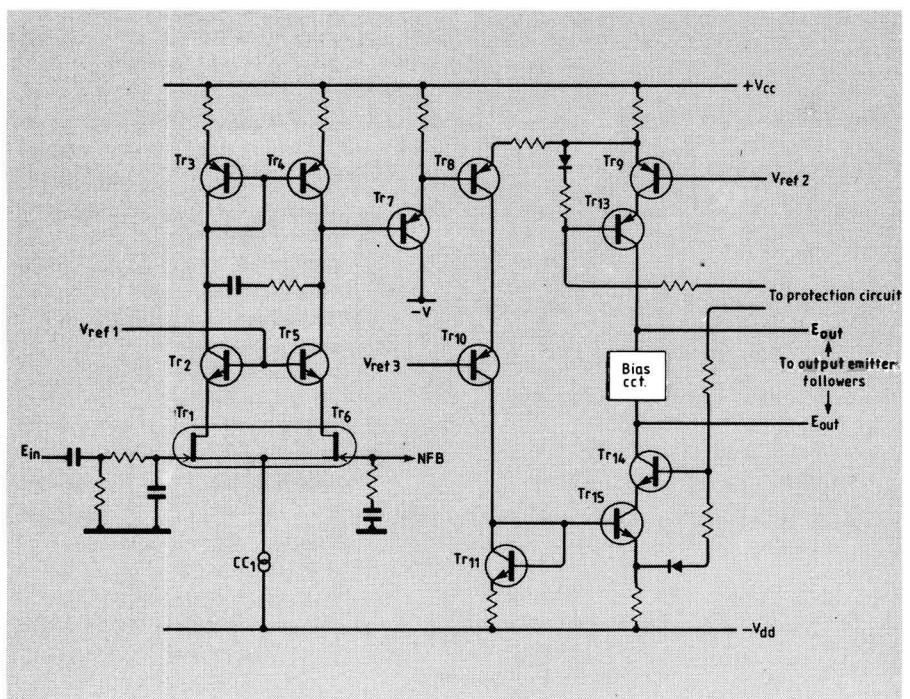 +Vcc
Tr3
Tr4
Tr8
Tr9
Vref 2
Tr7
Tr13
-V
To protection circuit
Vref 1
Tr2
Tr5
Tr10
Vref 3
Bias
cct.
Eout
To output emitter
followers
Eout
Tr1
Tr6
Ein
NFB
Tr14
Tr15
CC1
Tr11
-Vdd